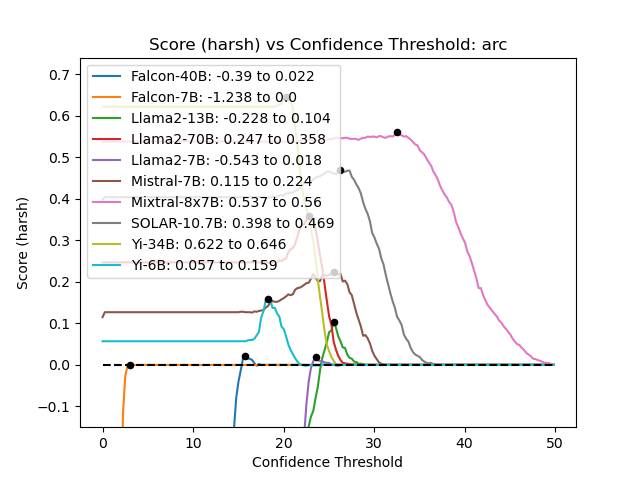 Score (harsh) vs Confidence Threshold: arc
Score (harsh)
0.7
0.6
0.5
0.4
0.3
0.2
0.1
0.0
−0.1
Falcon-40B: -0.39 to 0.022
Falcon-7B: -1.238 to 0.0
Llama2-13B: -0.228 to 0.104
Llama2-70B: 0.247 to 0.358
Llama2-7B: -0.543 to 0.018
Mistral-7B: 0.115 to 0.224
Mixtral-8x7B: 0.537 to 0.56
SOLAR-10.7B: 0.398 to 0.469
Yi-34B: 0.622 to 0.646
Yi-6B: 0.057 to 0.159
0 10 20 30 40 50
Confidence Threshold